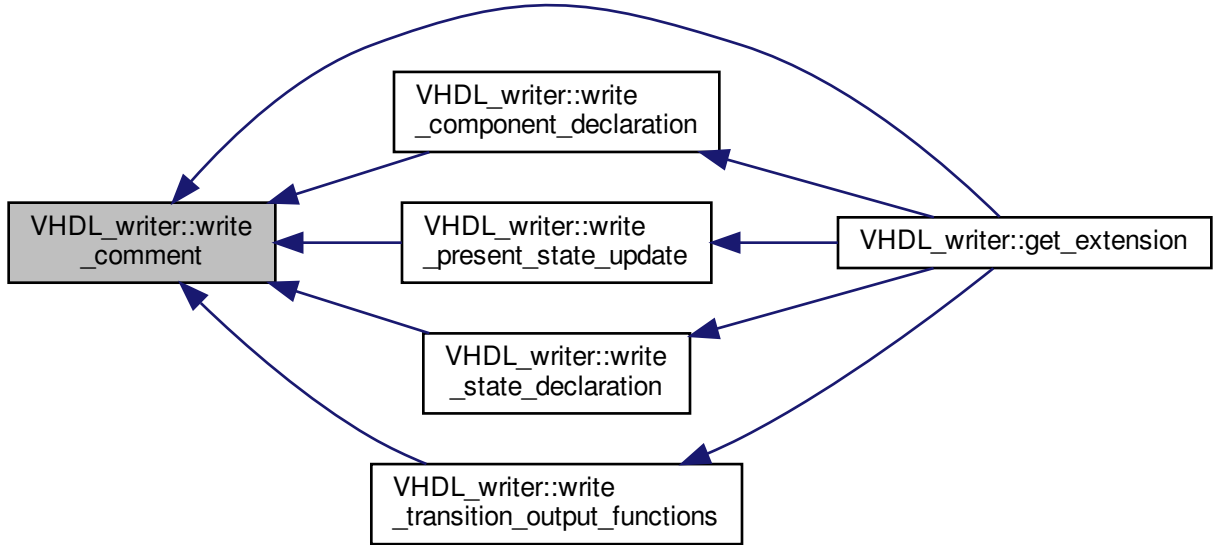 VHDL_writer::write
_component_declaration
VHDL_writer::write
_comment
VHDL_writer::write
_present_state_update
VHDL_writer::get_extension
VHDL_writer::write
_state_declaration
VHDL_writer::write
_transition_output_functions